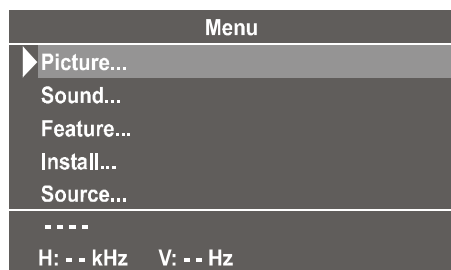 Menu
Picture...
Sound...
Feature...
Install...
Source...
- - - -
H: - - kHz V: - - Hz